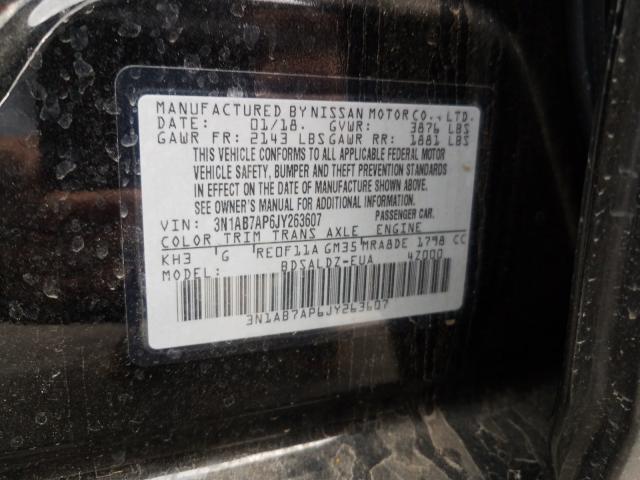 MANUFACTURED BY NISSAN MOTOR CO., LTD.
DATE: 01/18. GVWR: 3876 LBS
GAWR FR: 2143 LBS GAWR RR: 1881 LBS
THIS VEHICLE CONFORMS TO ALL APPLICABLE FEDERAL MOTOR
VEHICLE SAFETY, BUMPER AND THEFT PREVENTION STANDARDS
IN EFFECT ON THE DATE OF MANUFACTURE SHOWN ABOVE.
SEE OWNER'S MANUAL FOR ADDITIONAL INFORMATION.
VIN: 3N1AB7AP6JY263607 PASSENGER CAR.
COLOR TRIM TRANS AXLE ENGINE
KH3 G RE0F11A GM35 MRA8DE 1798 CC
MODEL: BDSALDZ-EUA 4Z000
3N1AB7AP6JY263607